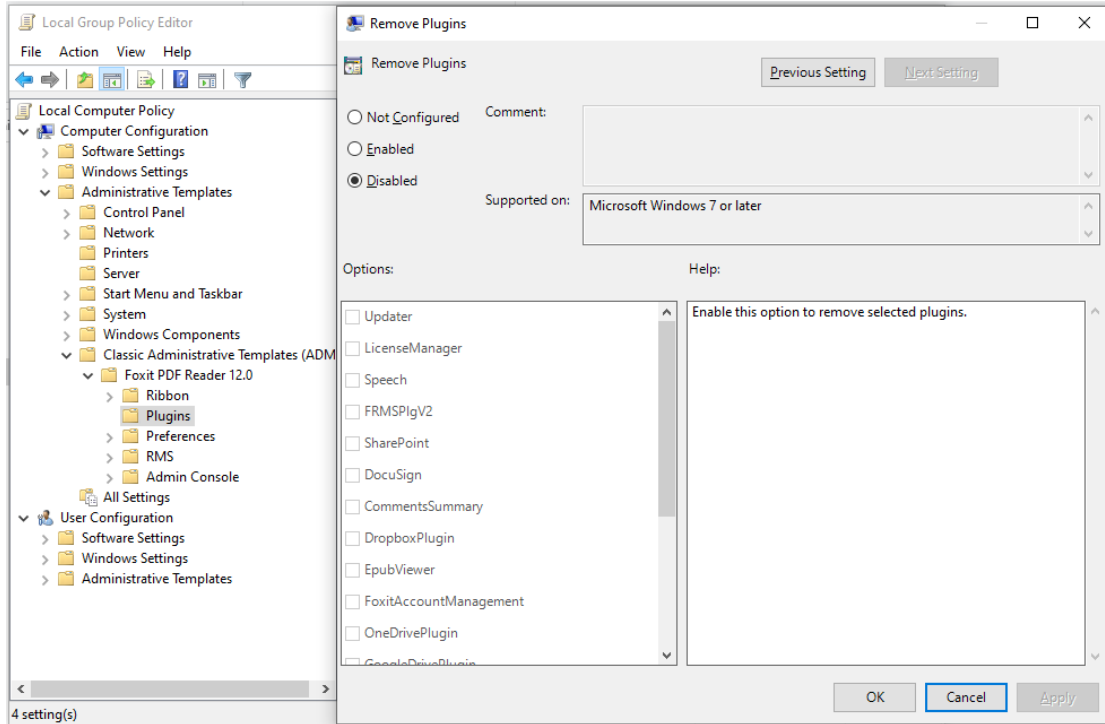 Local Group Policy Editor
File Action View Help
Local Computer Policy
Computer Configuration
Software Settings
Windows Settings
Administrative Templates
Control Panel
Network
Printers
Server
Start Menu and Taskbar
System
Windows Components
Classic Administrative Templates (ADM
Foxit PDF Reader 12.0
Ribbon
Plugins
Preferences
RMS
Admin Console
All Settings
User Configuration
Software Settings
Windows Settings
Administrative Templates
4 setting(s)
Remove Plugins
Remove Plugins
Previous Setting
Next Setting
Not Configured
Enabled
Disabled
Comment:
Supported on:
Microsoft Windows 7 or later
Options:
Help:
Updater
LicenseManager
Speech
FRMSPlgV2
SharePoint
DocuSign
CommentsSummary
DropboxPlugin
EpubViewer
FoxitAccountManagement
OneDrivePlugin
GoogleDrivePlugin
Enable this option to remove selected plugins.
OK
Cancel
Apply